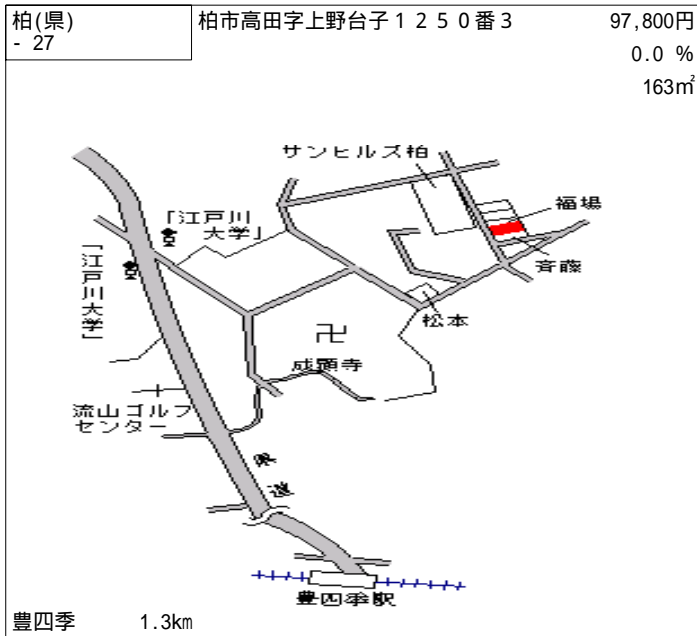 柏(県)
- 27
柏市高田字上野台子1250番3
97,800円
0.0 %
163㎡
サンヒルズ柏
「江戸川
大学」
福場
「江戸川大学」
斉藤
松本
卍
成顕寺
流山ゴルフ
センター
県道
豊四季駅
豊四季 1.3km